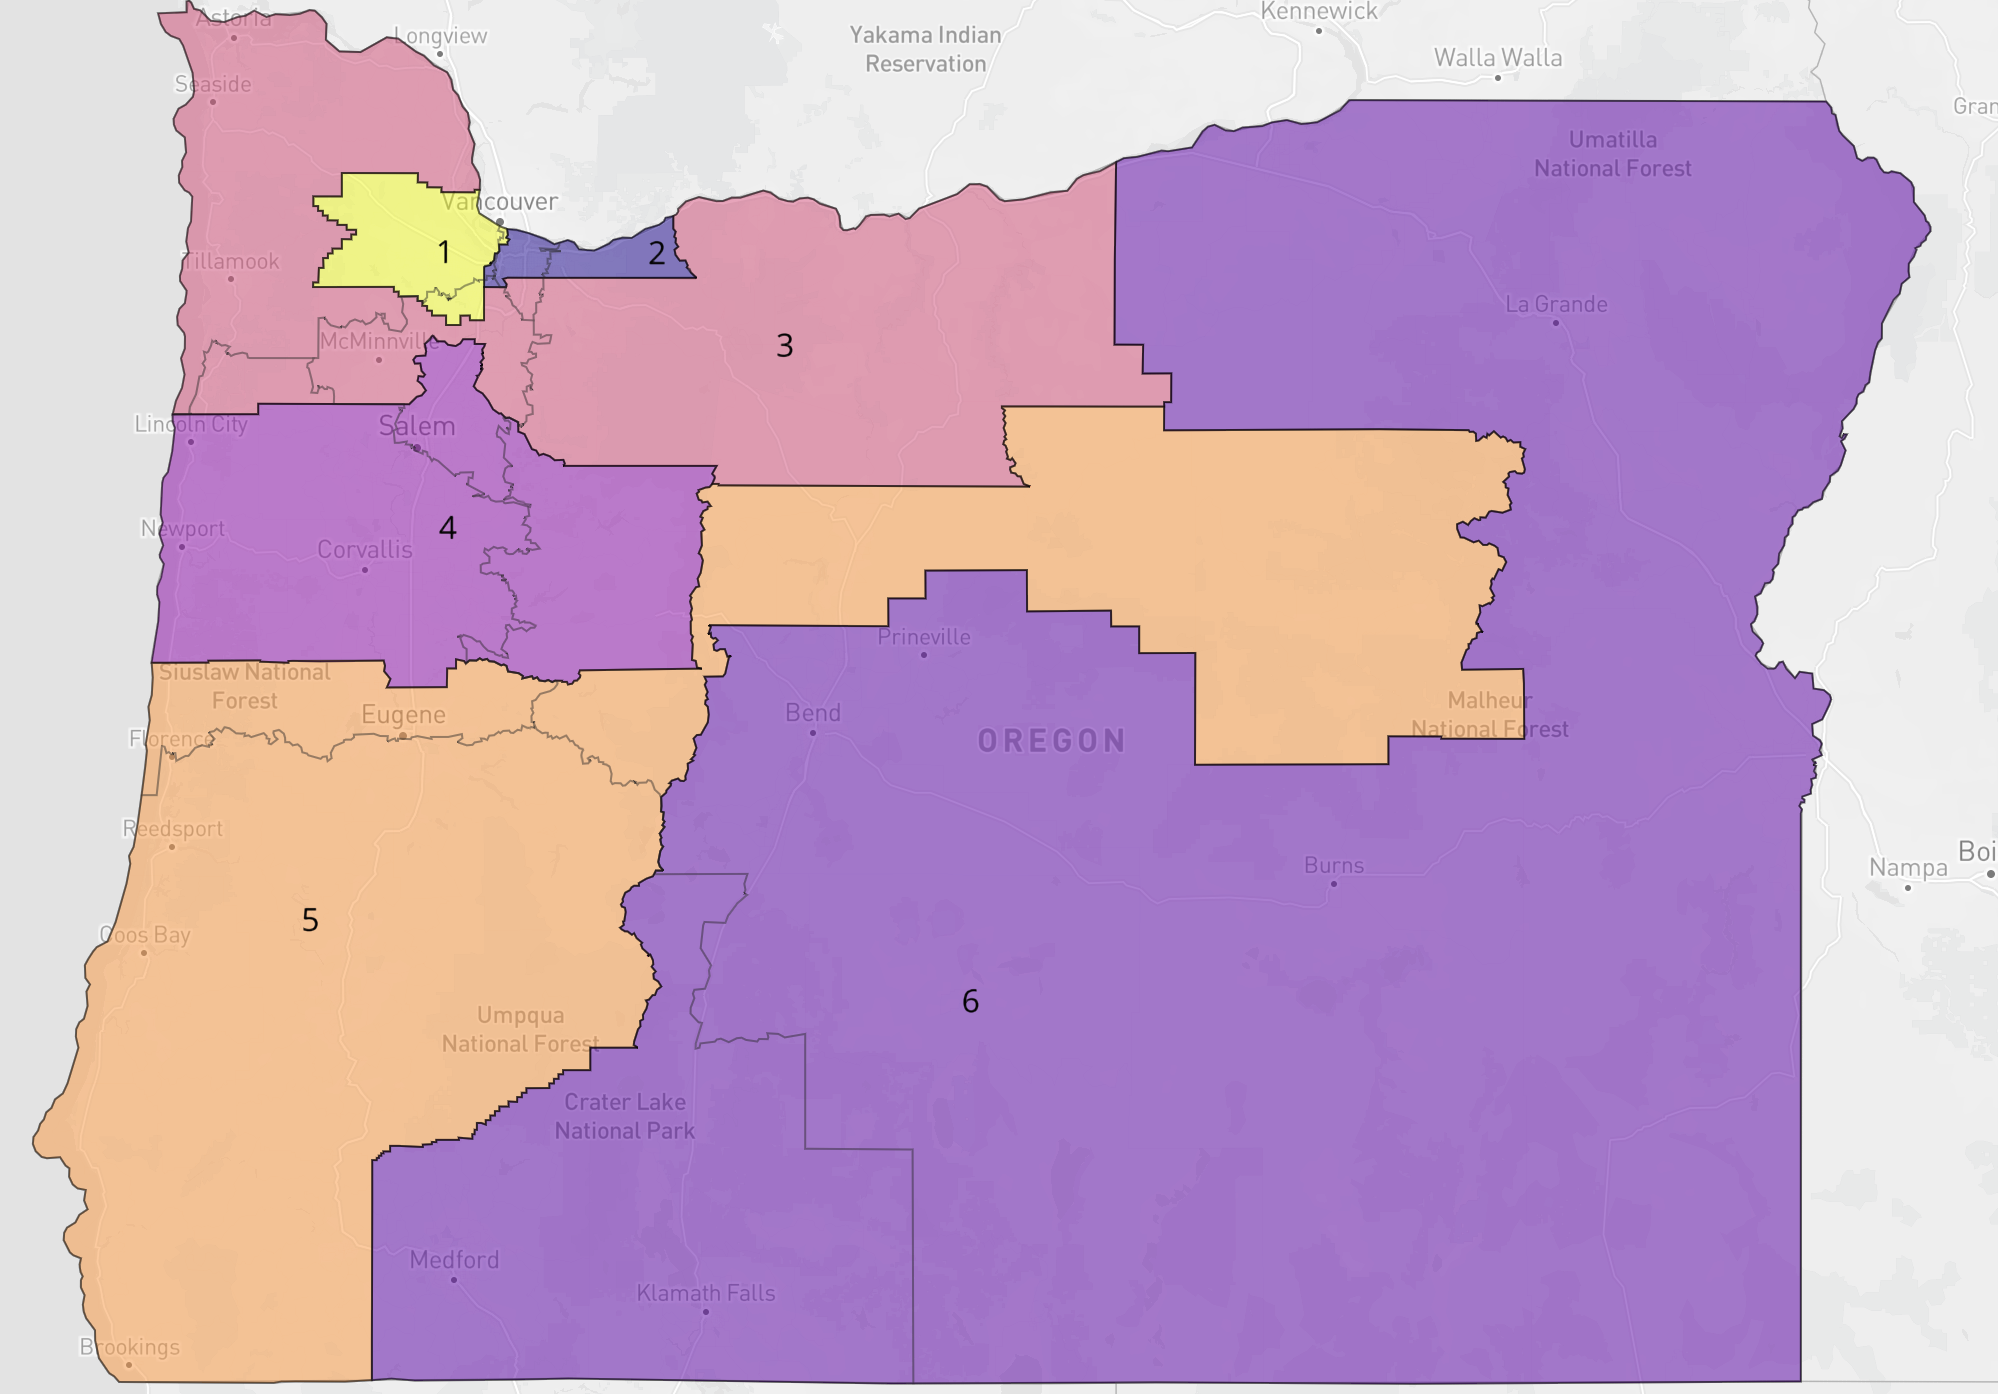 Astoria
Longview
Kennewick
Yakama Indian
Reservation
Walla Walla
Seaside
Gran
Umatilla
National Forest
Vancouver
1
2
Tillamook
La Grande
McMinnville
3
Lincoln City
Salem
Newport
4
Corvallis
Prineville
Siuslaw National
Forest
Eugene
Bend
OREGON
Malheur
National Forest
Florence
Reedsport
Burns
Boi
Nampa
5
Coos Bay
6
Umpqua
National Forest
Crater Lake
National Park
Medford
Klamath Falls
Brookings